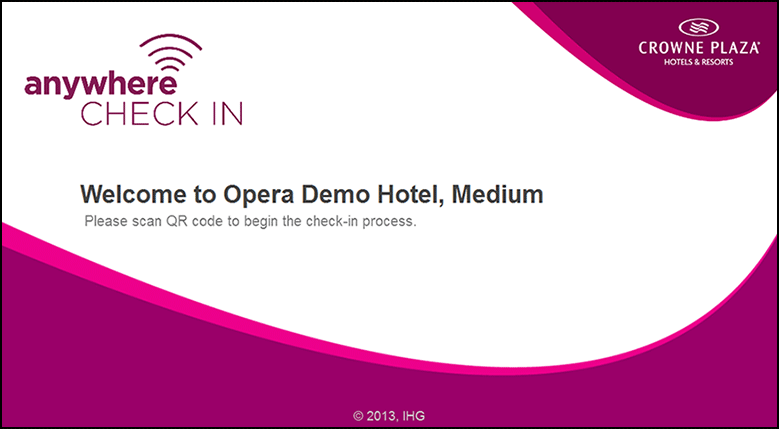 anywhere
CHECK IN
CROWNE PLAZA
HOTELS & RESORTS
Welcome to Opera Demo Hotel, Medium
Please scan QR code to begin the check-in process.
© 2013, IHG